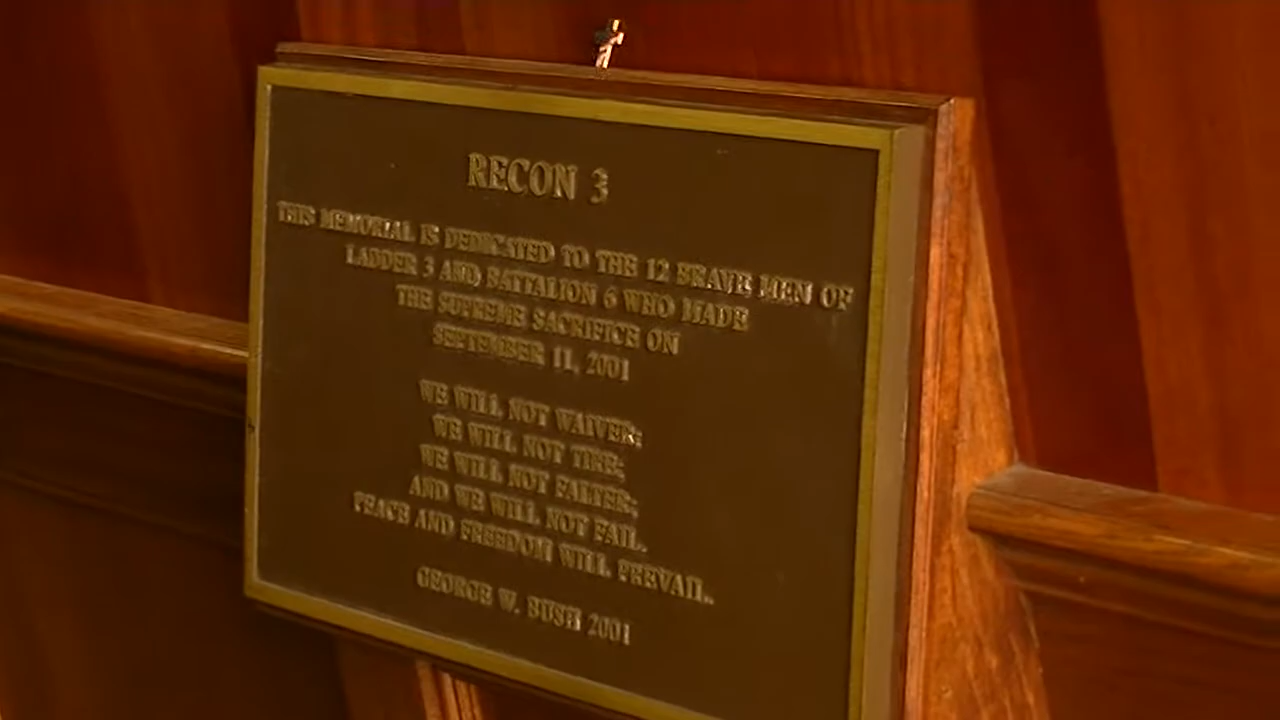 RECON 3
THIS MEMORIAL IS DEDICATED TO THE 12 BRAVE MEN OF
LADDER 3 AND BATTALION 6 WHO MADE
THE SUPREME SACRIFICE ON
SEPTEMBER 11, 2001
WE WILL NOT WAIVER;
WE WILL NOT TIRE;
WE WILL NOT FALTER;
AND WE WILL NOT FAIL.
PEACE AND FREEDOM WILL PREVAIL.
GEORGE W. BUSH 2001